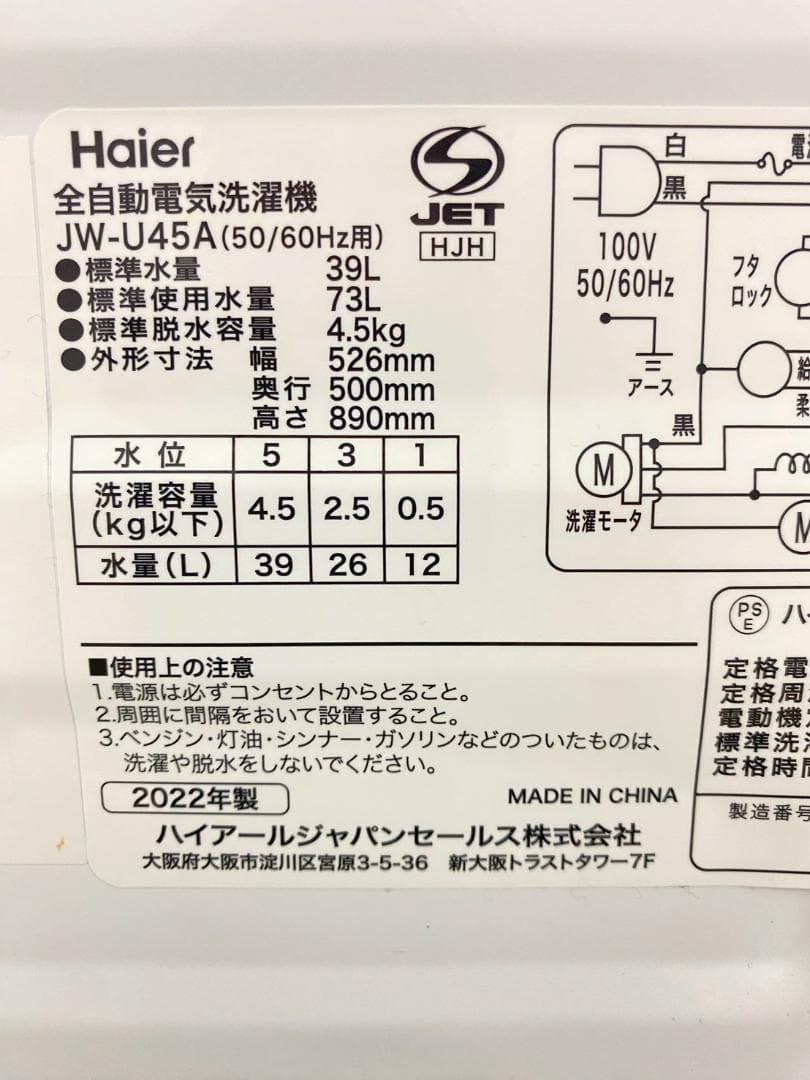 Haier
全自動電気洗濯機
JW-U45A(50/60Hz用)
●標準水量 39L
●標準使用水量 73L
●標準脱水容量 4.5kg
●外形寸法 幅 526mm
奥行 500mm
高さ 890mm
水位 5 3 1
洗濯容量
(kg以下) 4.5 2.5 0.5
水量(L) 39 26 12
JET
HJH
白
黒
100V
50/60Hz
アース
フタ
ロック
黒
M
洗濯モータ
M
■使用上の注意
1.電源は必ずコンセントからとること。
2.周囲に間隔をおいて設置すること。
3.ベンジン・灯油・シンナー・ガソリンなどのついたものは、
洗濯や脱水をしないでください。
2022年製
MADE IN CHINA
ハイアールジャパンセールス株式会社
大阪府大阪市淀川区宮原3-5-36 新大阪トラストタワー7F
PS
E
定格電
定格周
電動機
標準洗
定格時
製造番号